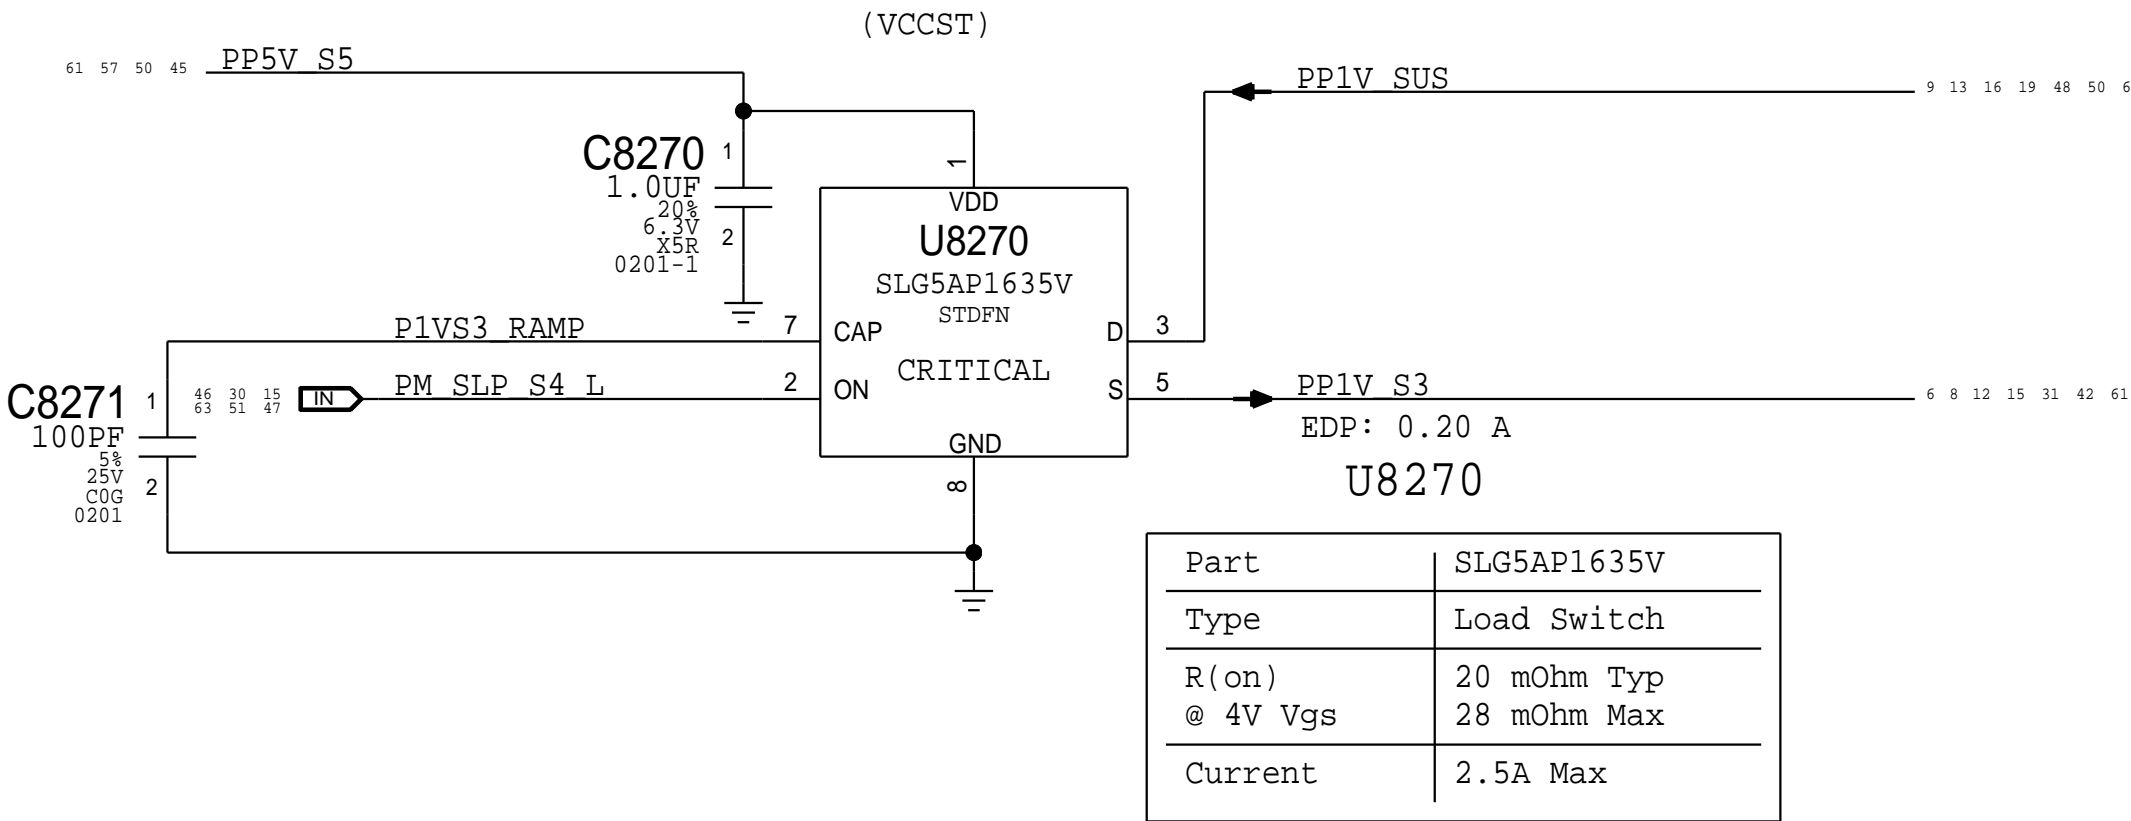 (VCCST)
61 57 50 45 PP5V_S5
PP1V_SUS 9 13 16 19 48 50 6
C8270 1
1.0UF
20%
6.3V
X5R 2
0201-1
1
VDD
U8270
SLG5AP1635V
STDFN
CRITICAL
P1VS3_RAMP 7 CAP
D 3
46 30 15
63 51 47
IN PM_SLP_S4_L 2 ON
S 5 PP1V_S3 6 8 12 15 31 42 61
EDP: 0.20 A
U8270
GND
8
C8271 1
100PF
5%
25V
C0G 2
0201
Part SLG5AP1635V
Type Load Switch
R(on) 20 mOhm Typ
@ 4V Vgs 28 mOhm Max
Current 2.5A Max